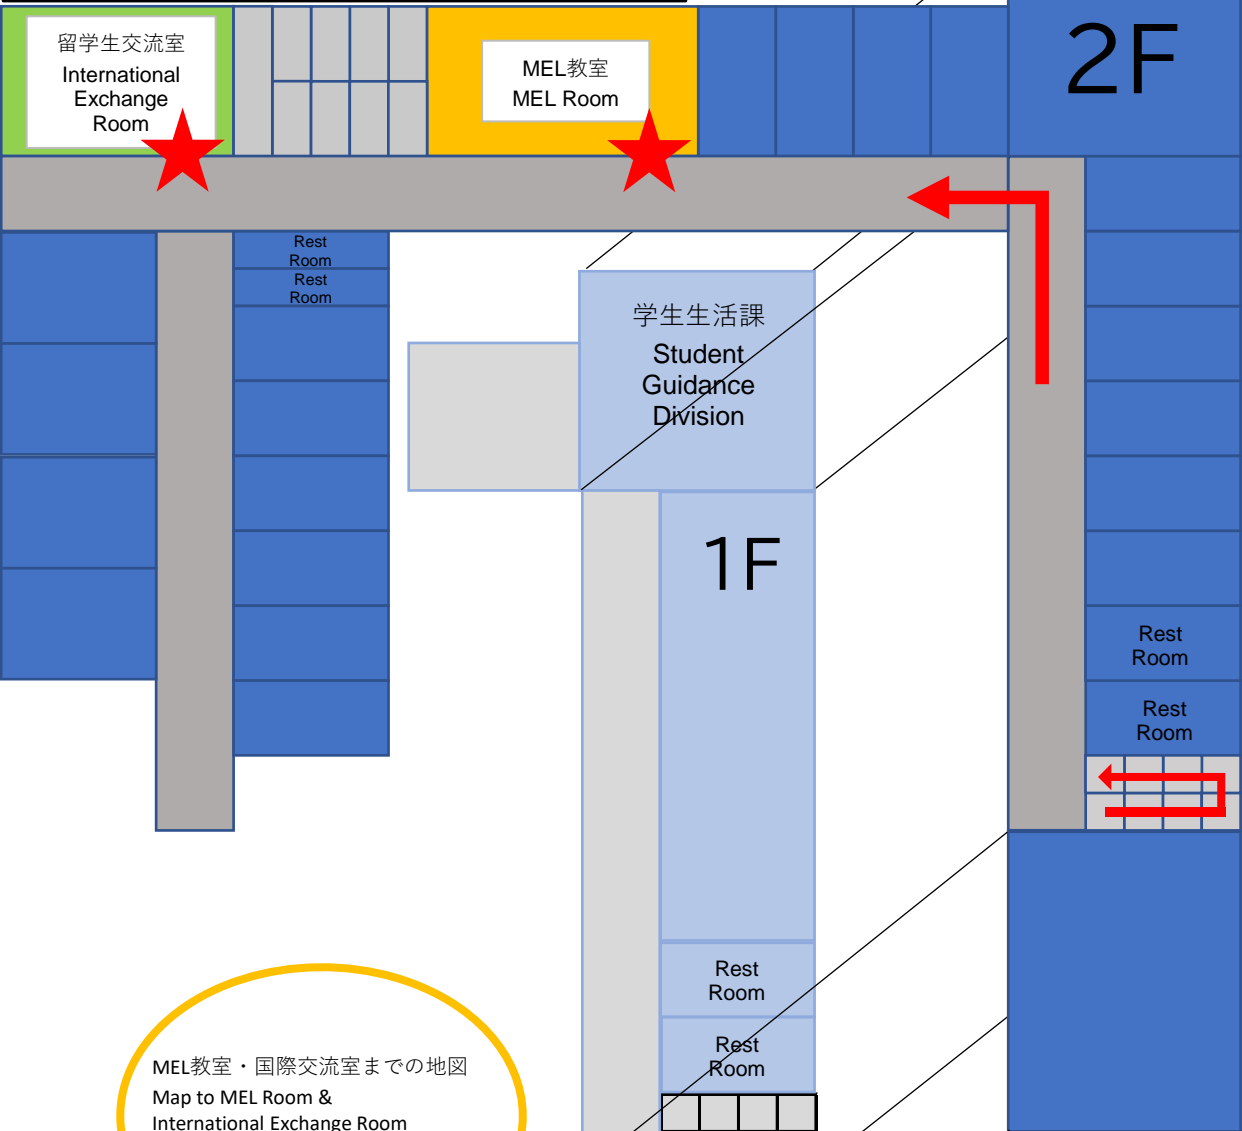 留学生交流室
International
Exchange
Room
MEL教室
MEL Room
2F
Rest
Room
Rest
Room
学生生活課
Student
Guidance
Division
1F
Rest
Room
Rest
Room
Rest
Room
Rest
Room
MEL教室・国際交流室までの地図
Map to MEL Room &
International Exchange Room